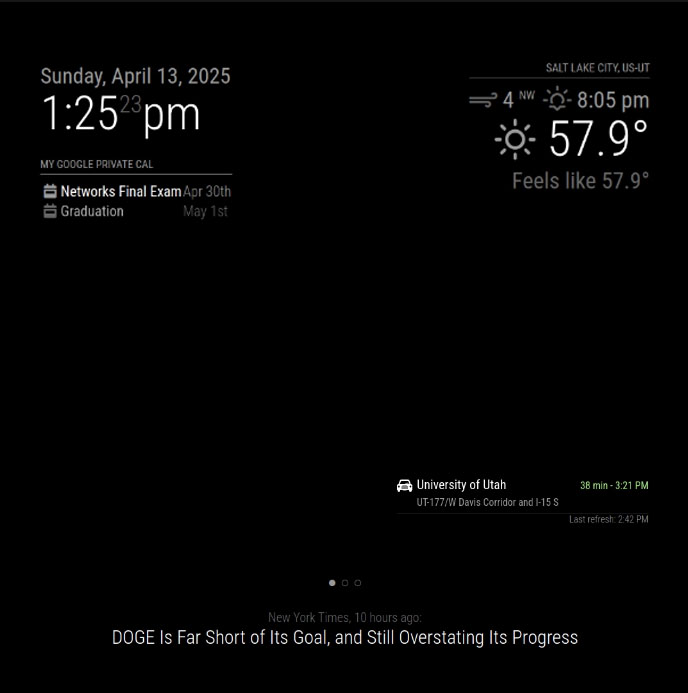 Sunday, April 13, 2025
1:25 23 pm
MY GOOGLE PRIVATE CAL
Networks Final Exam Apr 30th
Graduation May 1st
SALT LAKE CITY, US-UT
4 NW 8:05 pm
57.9°
Feels like 57.9°
University of Utah 38 min - 3:21 PM
UT-177/W Davis Corridor and I-15 S
Last refresh: 2:42 PM
New York Times, 10 hours ago:
DOGE Is Far Short of Its Goal, and Still Overstating Its Progress